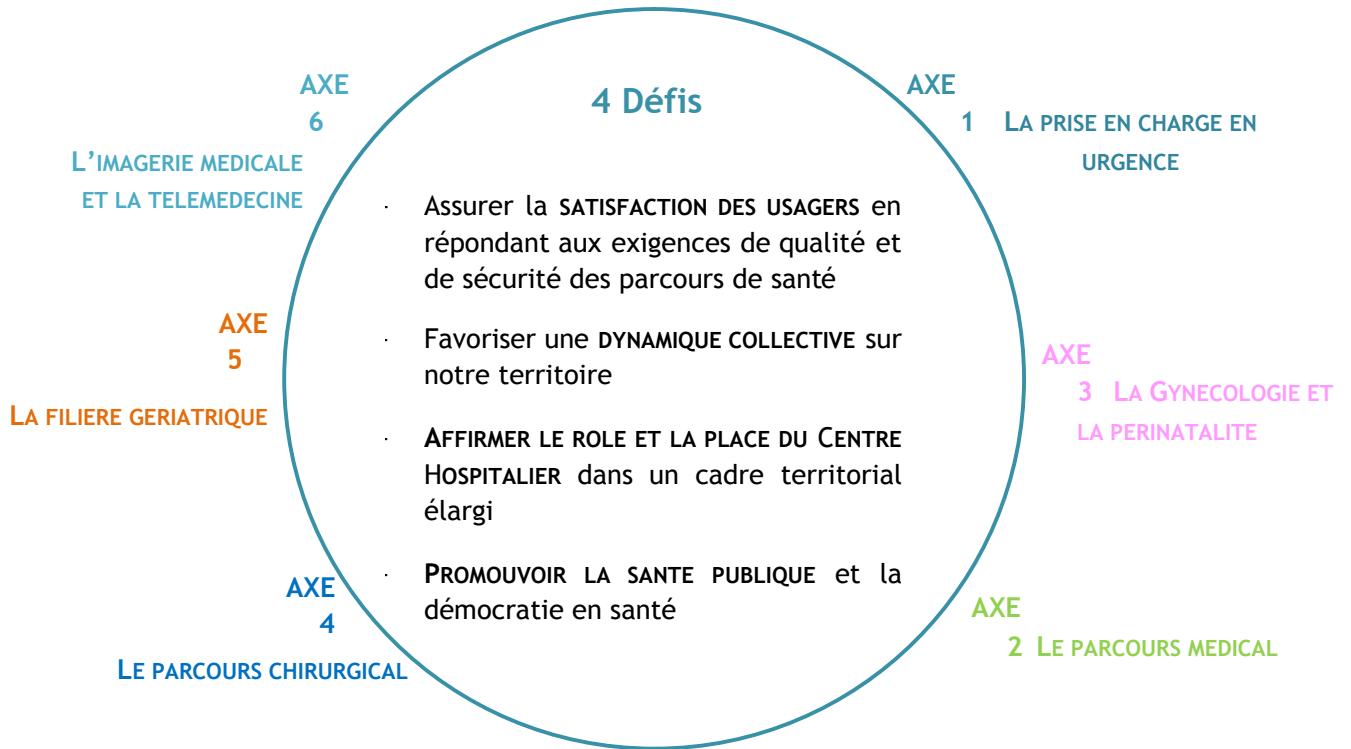 4 Défis
· Assurer la SATISFACTION DES USAGERS en
répondant aux exigences de qualité et
de sécurité des parcours de santé
· Favoriser une DYNAMIQUE COLLECTIVE sur
notre territoire
· AFFIRMER LE ROLE ET LA PLACE DU CENTRE
HOSPITALIER dans un cadre territorial
élargi
· PROMOUVOIR LA SANTE PUBLIQUE et la
démocratie en santé
AXE
1 LA PRISE EN CHARGE EN
URGENCE
AXE
3 LA GYNECOLOGIE ET
LA PERINATALITE
AXE
2 LE PARCOURS MEDICAL
AXE
4
LE PARCOURS CHIRURGICAL
AXE
5
LA FILIERE GERIATRIQUE
AXE
6
L'IMAGERIE MEDICALE
ET LA TELEMEDECINE